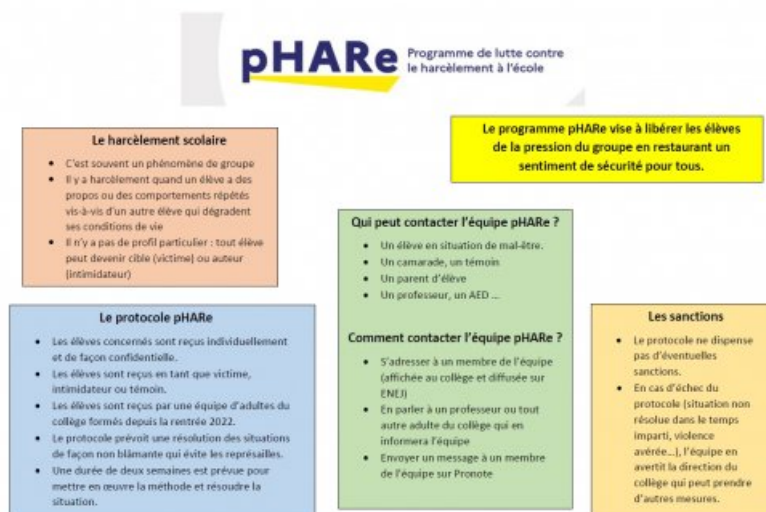 pHARe
Programme de lutte contre
le harcèlement à l'école
Le harcèlement scolaire
• C'est souvent un phénomène de groupe
• Il y a harcèlement quand un élève a des
propos ou des comportements répétés
vis-à-vis d'un autre élève qui dégradent
ses conditions de vie
• Il n'y a pas de profil particulier : tout élève
peut devenir cible (victime) ou auteur
(intimidateur)
Le programme pHARe vise à libérer les élèves
de la pression du groupe en restaurant un
sentiment de sécurité pour tous.
Qui peut contacter l'équipe pHARe ?
• Un élève en situation de mal-être.
• Un camarade, un témoin
• Un parent d'élève
• Un professeur, un AED ...
Comment contacter l'équipe pHARe ?
• S'adresser à un membre de l'équipe
(affichée au collège et diffusée sur
ENEJ)
• En parler à un professeur ou tout
autre adulte du collège qui en
informera l'équipe
• Envoyer un message à un membre
de l'équipe sur Pronote
Le protocole pHARe
• Les élèves concernés sont reçus individuellement
et de façon confidentielle.
• Les élèves sont reçus en tant que victime,
intimidateur ou témoin.
• Les élèves sont reçus par une équipe d'adultes du
collège formés depuis la rentrée 2022.
• Le protocole prévoit une résolution des situations
de façon non blâmante qui évite les représailles.
• Une durée de deux semaines est prévue pour
mettre en œuvre la méthode et résoudre la
situation.
Les sanctions
• Le protocole ne dispense
pas d'éventuelles
sanctions.
• En cas d'échec du
protocole (situation non
résolue dans le temps
imparti, violence
avérée...), l'équipe en
avertit la direction du
collège qui peut prendre
d'autres mesures.